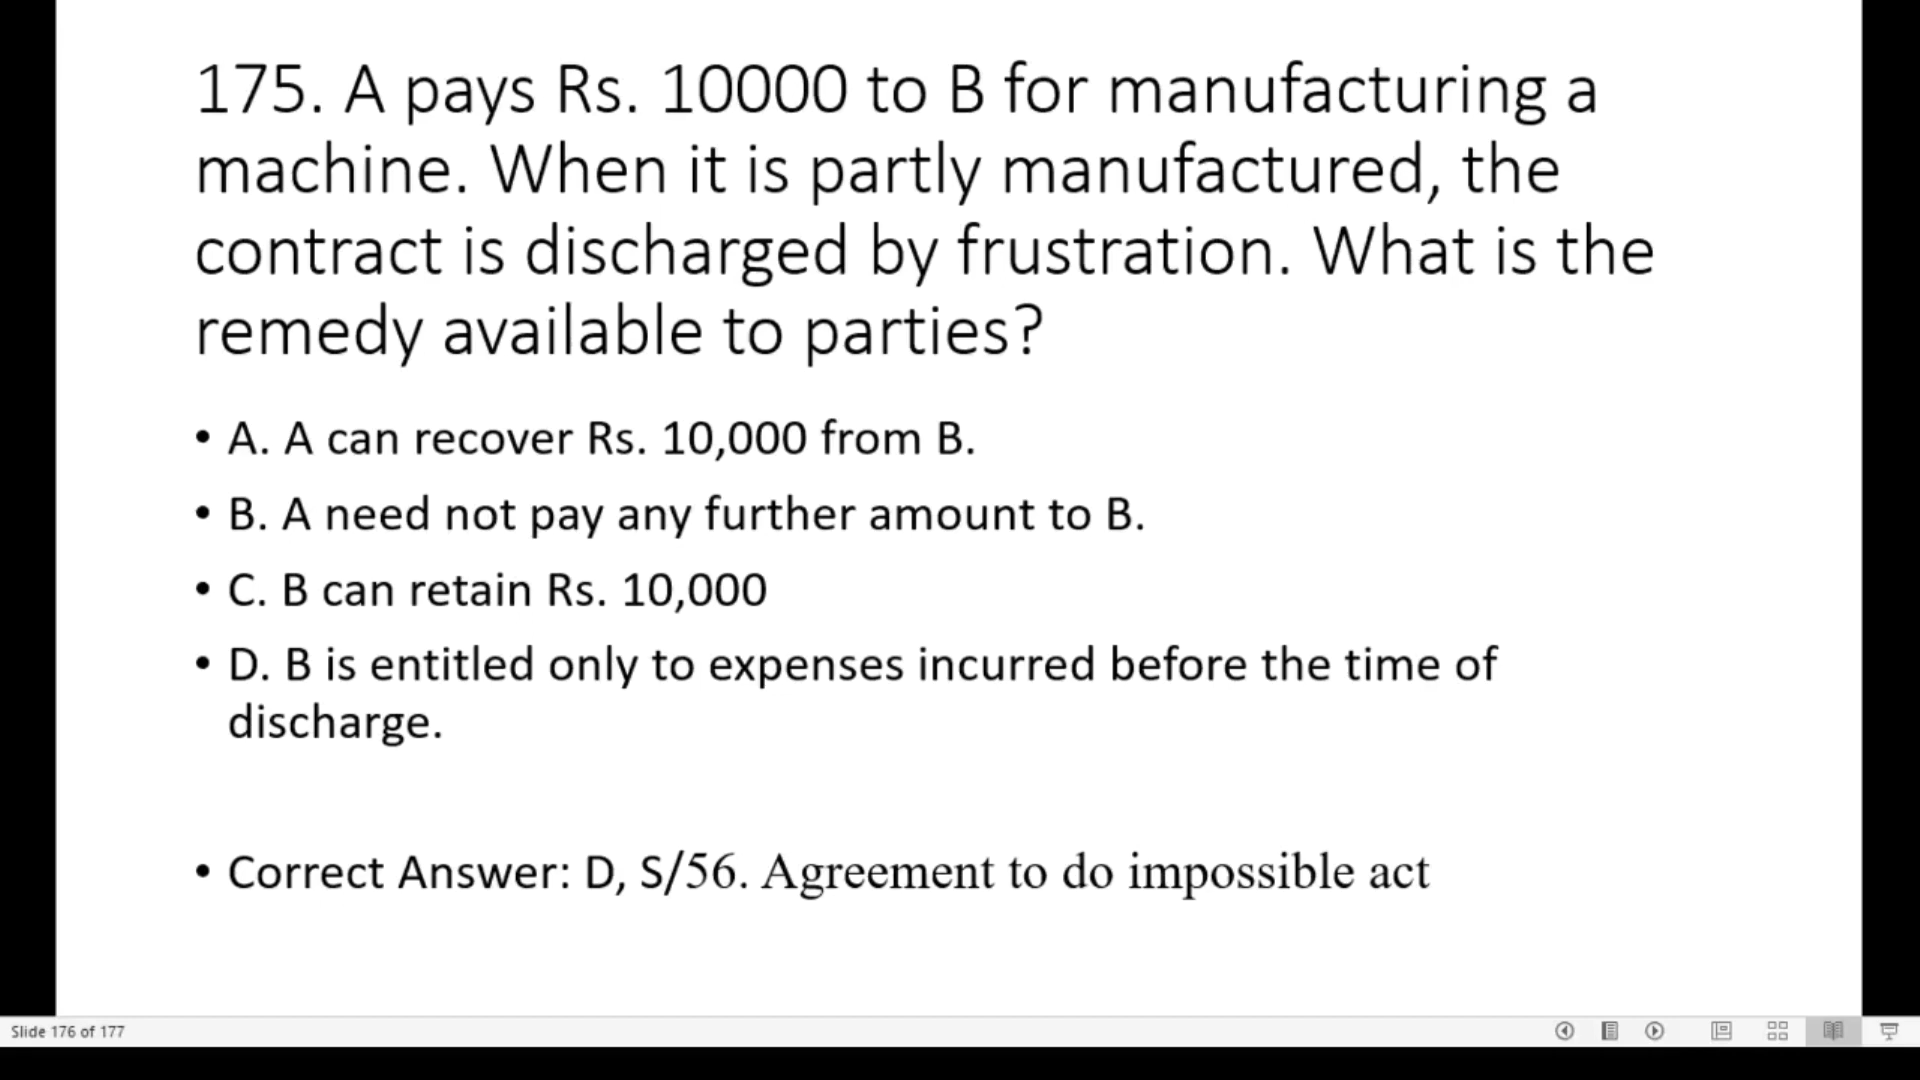 175. A pays Rs. 10000 to B for manufacturing a
machine. When it is partly manufactured, the
contract is discharged by frustration. What is the
remedy available to parties?
• A. A can recover Rs. 10,000 from B.
• B. A need not pay any further amount to B.
• C. B can retain Rs. 10,000
• D. B is entitled only to expenses incurred before the time of
discharge.
• Correct Answer: D, S/56. Agreement to do impossible act
Slide 176 of 177